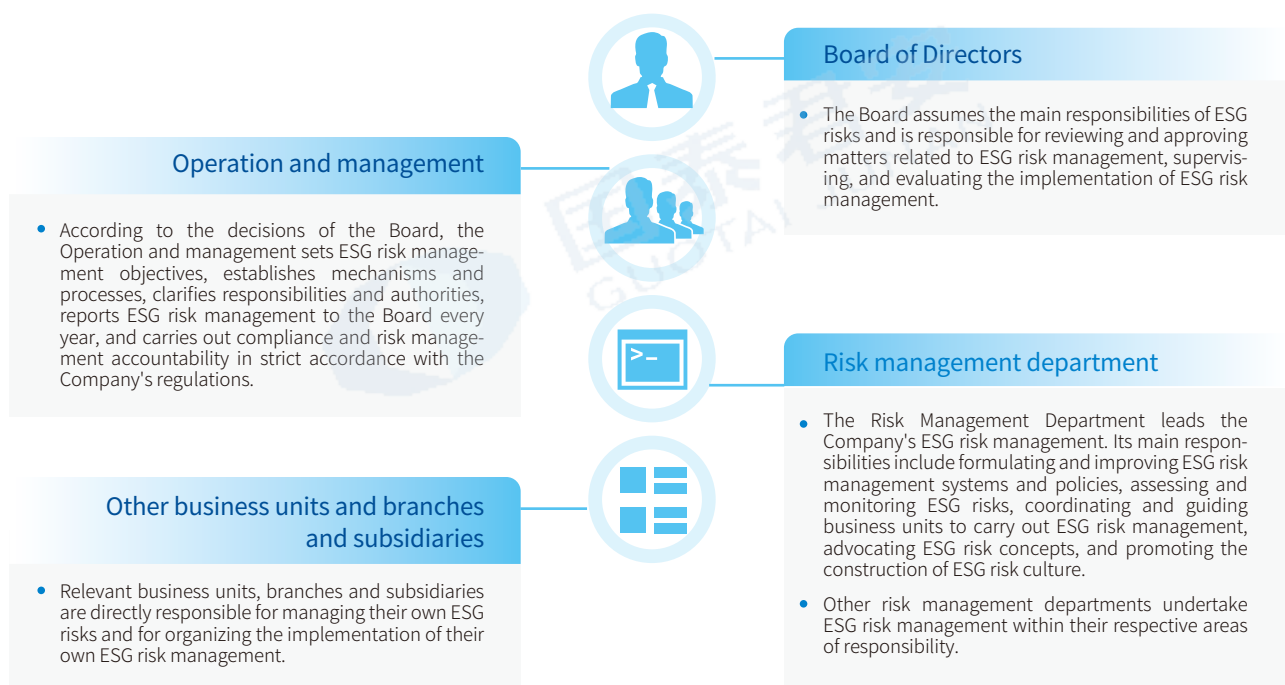 Board of Directors
The Board assumes the main responsibilities of ESG
risks and is responsible for reviewing and approving
matters related to ESG risk management, supervis-
ing, and evaluating the implementation of ESG risk
management.
Operation and management
According to the decisions of the Board, the
Operation and management sets ESG risk manage-
ment objectives, establishes mechanisms and
processes, clarifies responsibilities and authorities,
reports ESG risk management to the Board every
year, and carries out compliance and risk manage-
ment accountability in strict accordance with the
Company's regulations.
>_
Risk management department
The Risk Management Department leads the
Company's ESG risk management. Its main respon-
sibilities include formulating and improving ESG risk
management systems and policies, assessing and
monitoring ESG risks, coordinating and guiding
business units to carry out ESG risk management,
advocating ESG risk concepts, and promoting the
construction of ESG risk culture.
Other risk management departments undertake
ESG risk management within their respective areas
of responsibility.
Other business units and branches
and subsidiaries
Relevant business units, branches and subsidiaries
are directly responsible for managing their own ESG
risks and for organizing the implementation of their
own ESG risk management.
国泰君安
GUOTAI JUNAN